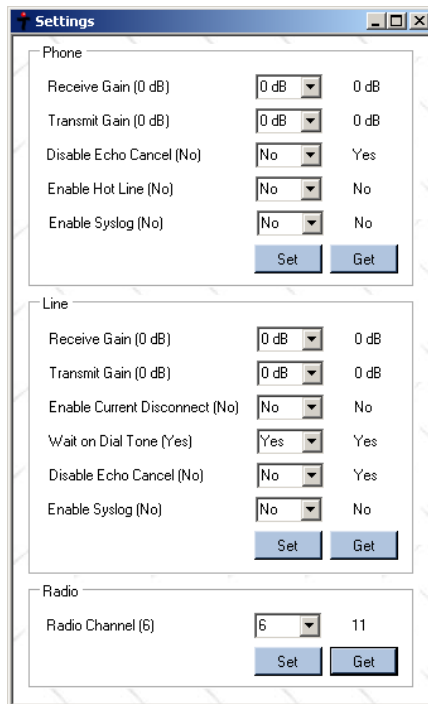 Settings
Phone
Receive Gain (0 dB) 0 dB 0 dB
Transmit Gain (0 dB) 0 dB 0 dB
Disable Echo Cancel (No) No Yes
Enable Hot Line (No) No No
Enable Syslog (No) No No
Set Get
Line
Receive Gain (0 dB) 0 dB 0 dB
Transmit Gain (0 dB) 0 dB 0 dB
Enable Current Disconnect (No) No No
Wait on Dial Tone (Yes) Yes Yes
Disable Echo Cancel (No) No Yes
Enable Syslog (No) No No
Set Get
Radio
Radio Channel (6) 6 11
Set Get